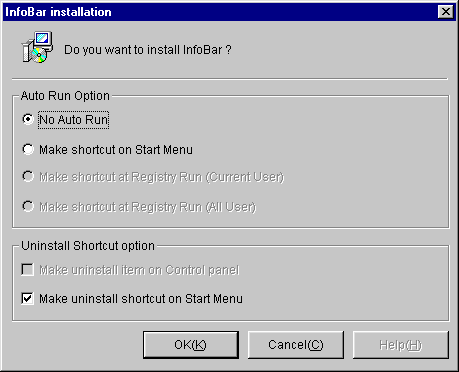 InfoBar installation
Do you want to install InfoBar ?
Auto Run Option
No Auto Run
Make shortcut on Start Menu
Make shortcut at Registry Run (Current User)
Make shortcut at Registry Run (All User)
Uninstall Shortcut option
Make uninstall item on Control panel
Make uninstall shortcut on Start Menu
OK(K) Cancel(C) Help(H)